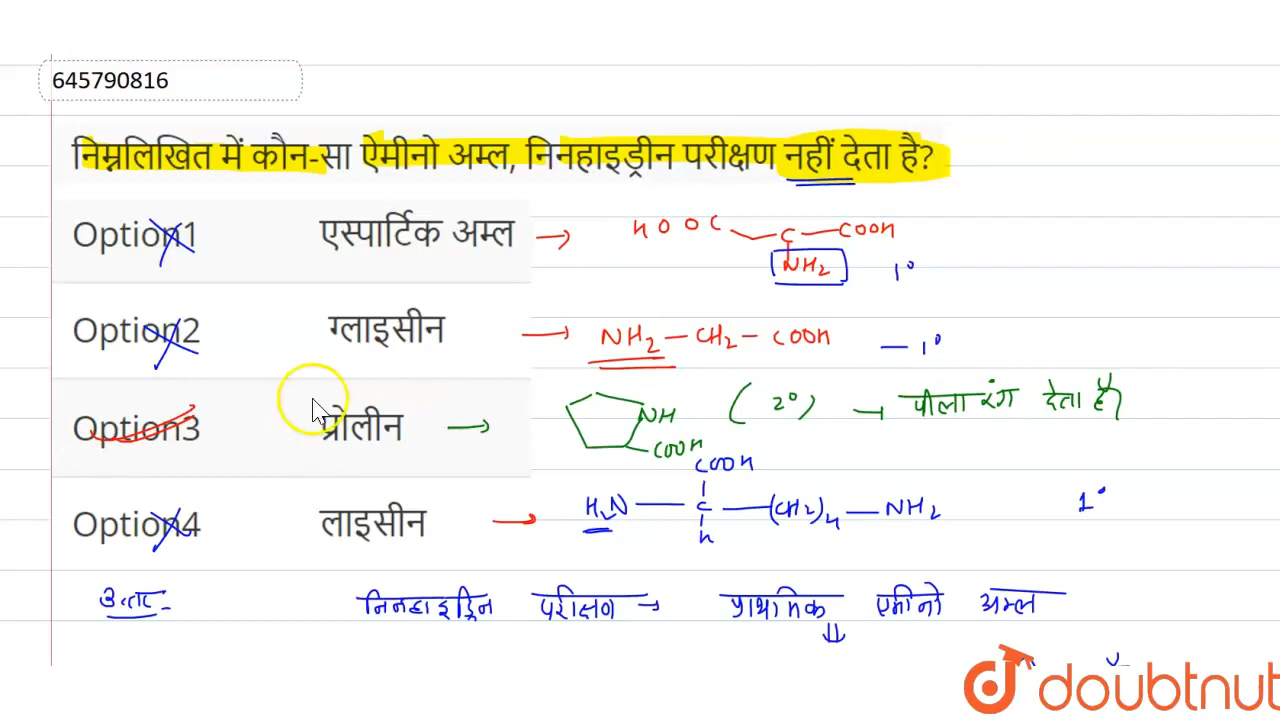 645790816
निम्नलिखित में कौन-सा ऐमीनो अम्ल, निनहाइड्रीन परीक्षण नहीं देता है?
Option1 एस्पार्टिक अम्ल → HOOC C COOH
NH2 1°
Option2 ग्लाइसीन → NH2 — CH2 — COOH — 1°
Option3 प्रोलीन → NH (2°) → पीला रंग देता है
COOH
COOH
Option4 लाइसीन → H2N — C — (CH2)4 — NH2 1°
H
उत्तर - निनहाइड्रिन परीक्षण → प्राथमिक एमीनो अम्ल
doubtnut